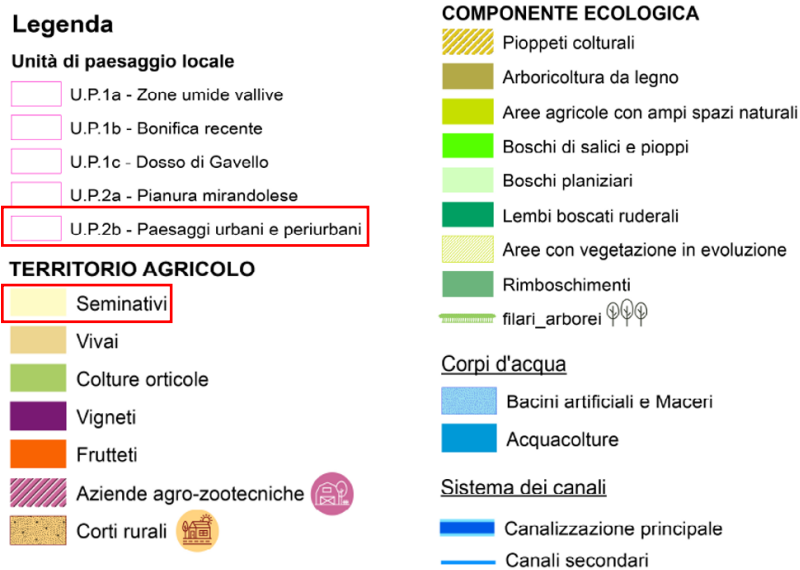 Legenda
Unità di paesaggio locale
U.P.1a - Zone umide vallive
U.P.1b - Bonifica recente
U.P.1c - Dosso di Gavello
U.P.2a - Pianura mirandolese
U.P.2b - Paesaggi urbani e periurbani
TERRITORIO AGRICOLO
Seminativi
Vivai
Colture orticole
Vigneti
Frutteti
Aziende agro-zootecniche
Corti rurali
COMPONENTE ECOLOGICA
Pioppeti colturali
Arboricoltura da legno
Aree agricole con ampi spazi naturali
Boschi di salici e pioppi
Boschi planiziari
Lembi boscati ruderali
Aree con vegetazione in evoluzione
Rimboschimenti
filari_arborei
Corpi d'acqua
Bacini artificiali e Maceri
Acquacolture
Sistema dei canali
Canalizzazione principale
Canali secondari